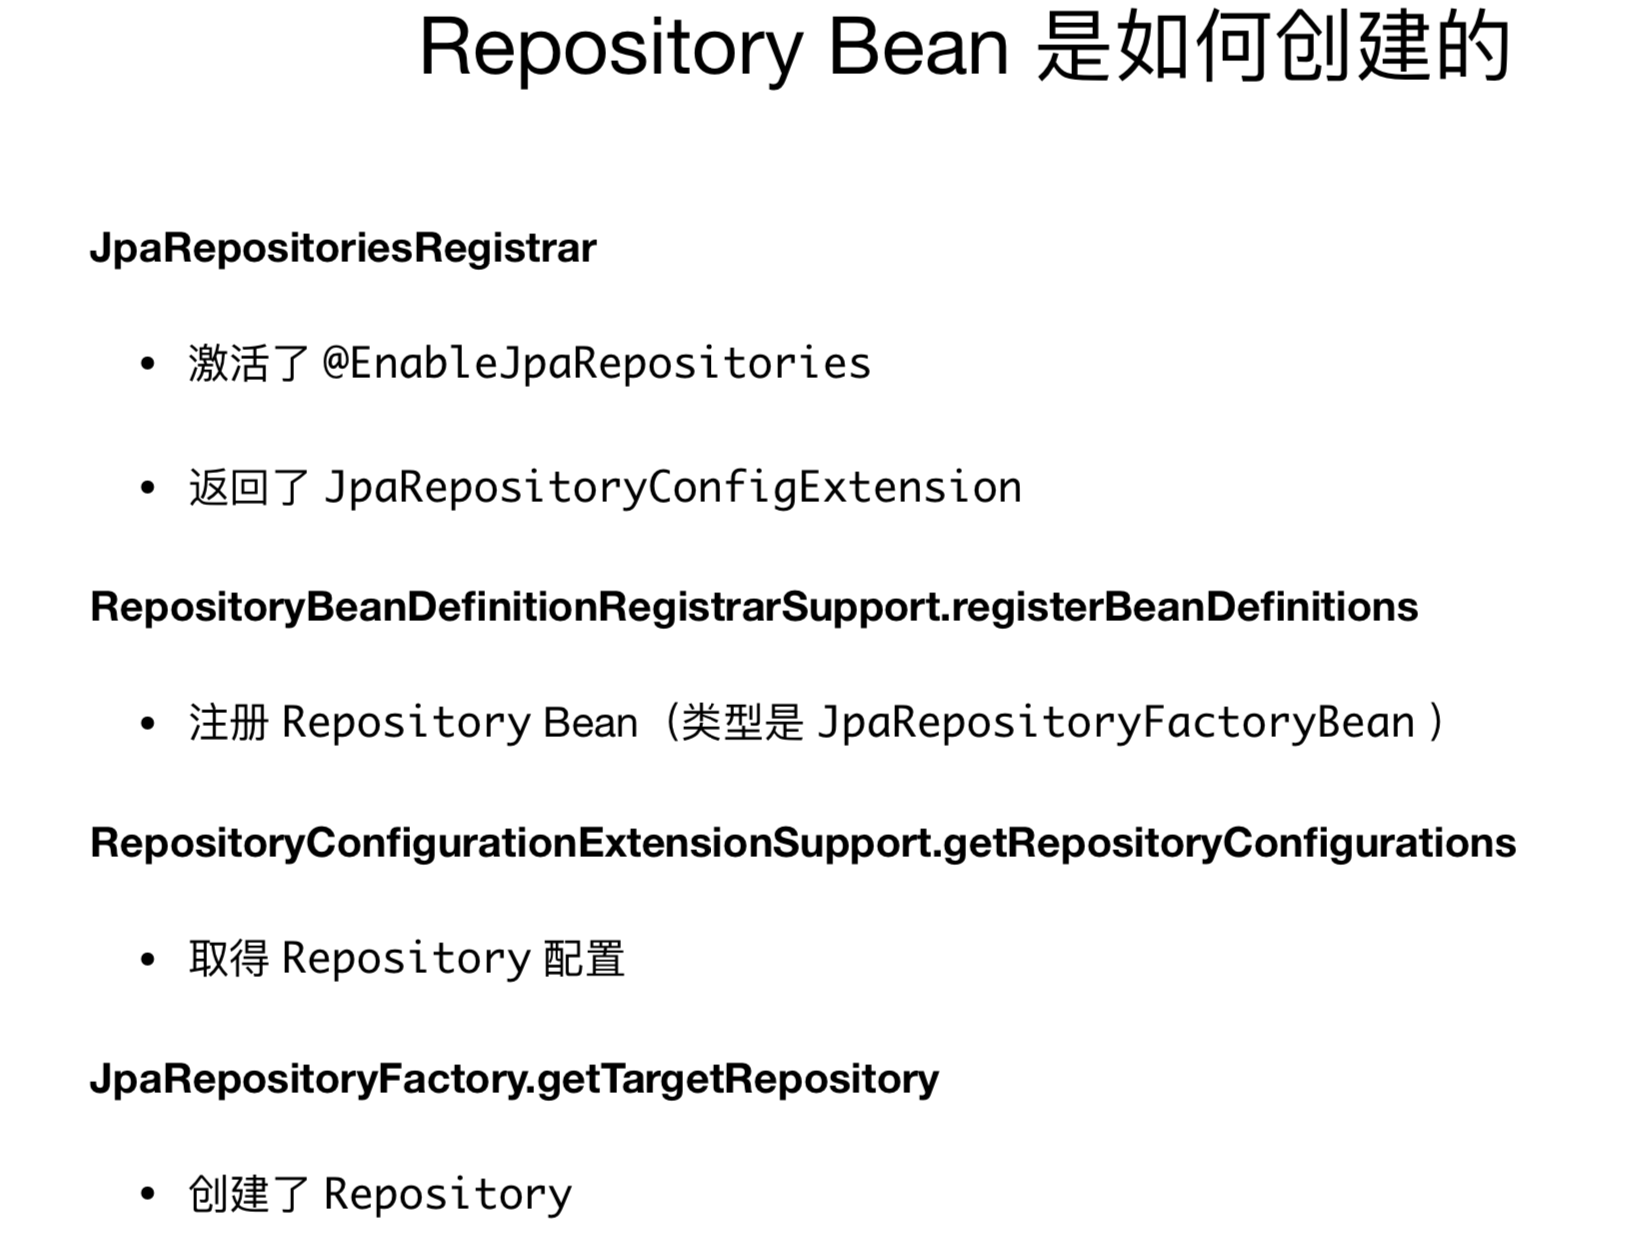 Repository Bean 是如何创建的
JpaRepositoriesRegistrar
• 激活了 @EnableJpaRepositories
• 返回了 JpaRepositoryConfigExtension
RepositoryBeanDefinitionRegistrarSupport.registerBeanDefinitions
• 注册 Repository Bean（类型是 JpaRepositoryFactoryBean ）
RepositoryConfigurationExtensionSupport.getRepositoryConfigurations
• 取得 Repository 配置
JpaRepositoryFactory.getTargetRepository
• 创建了 Repository